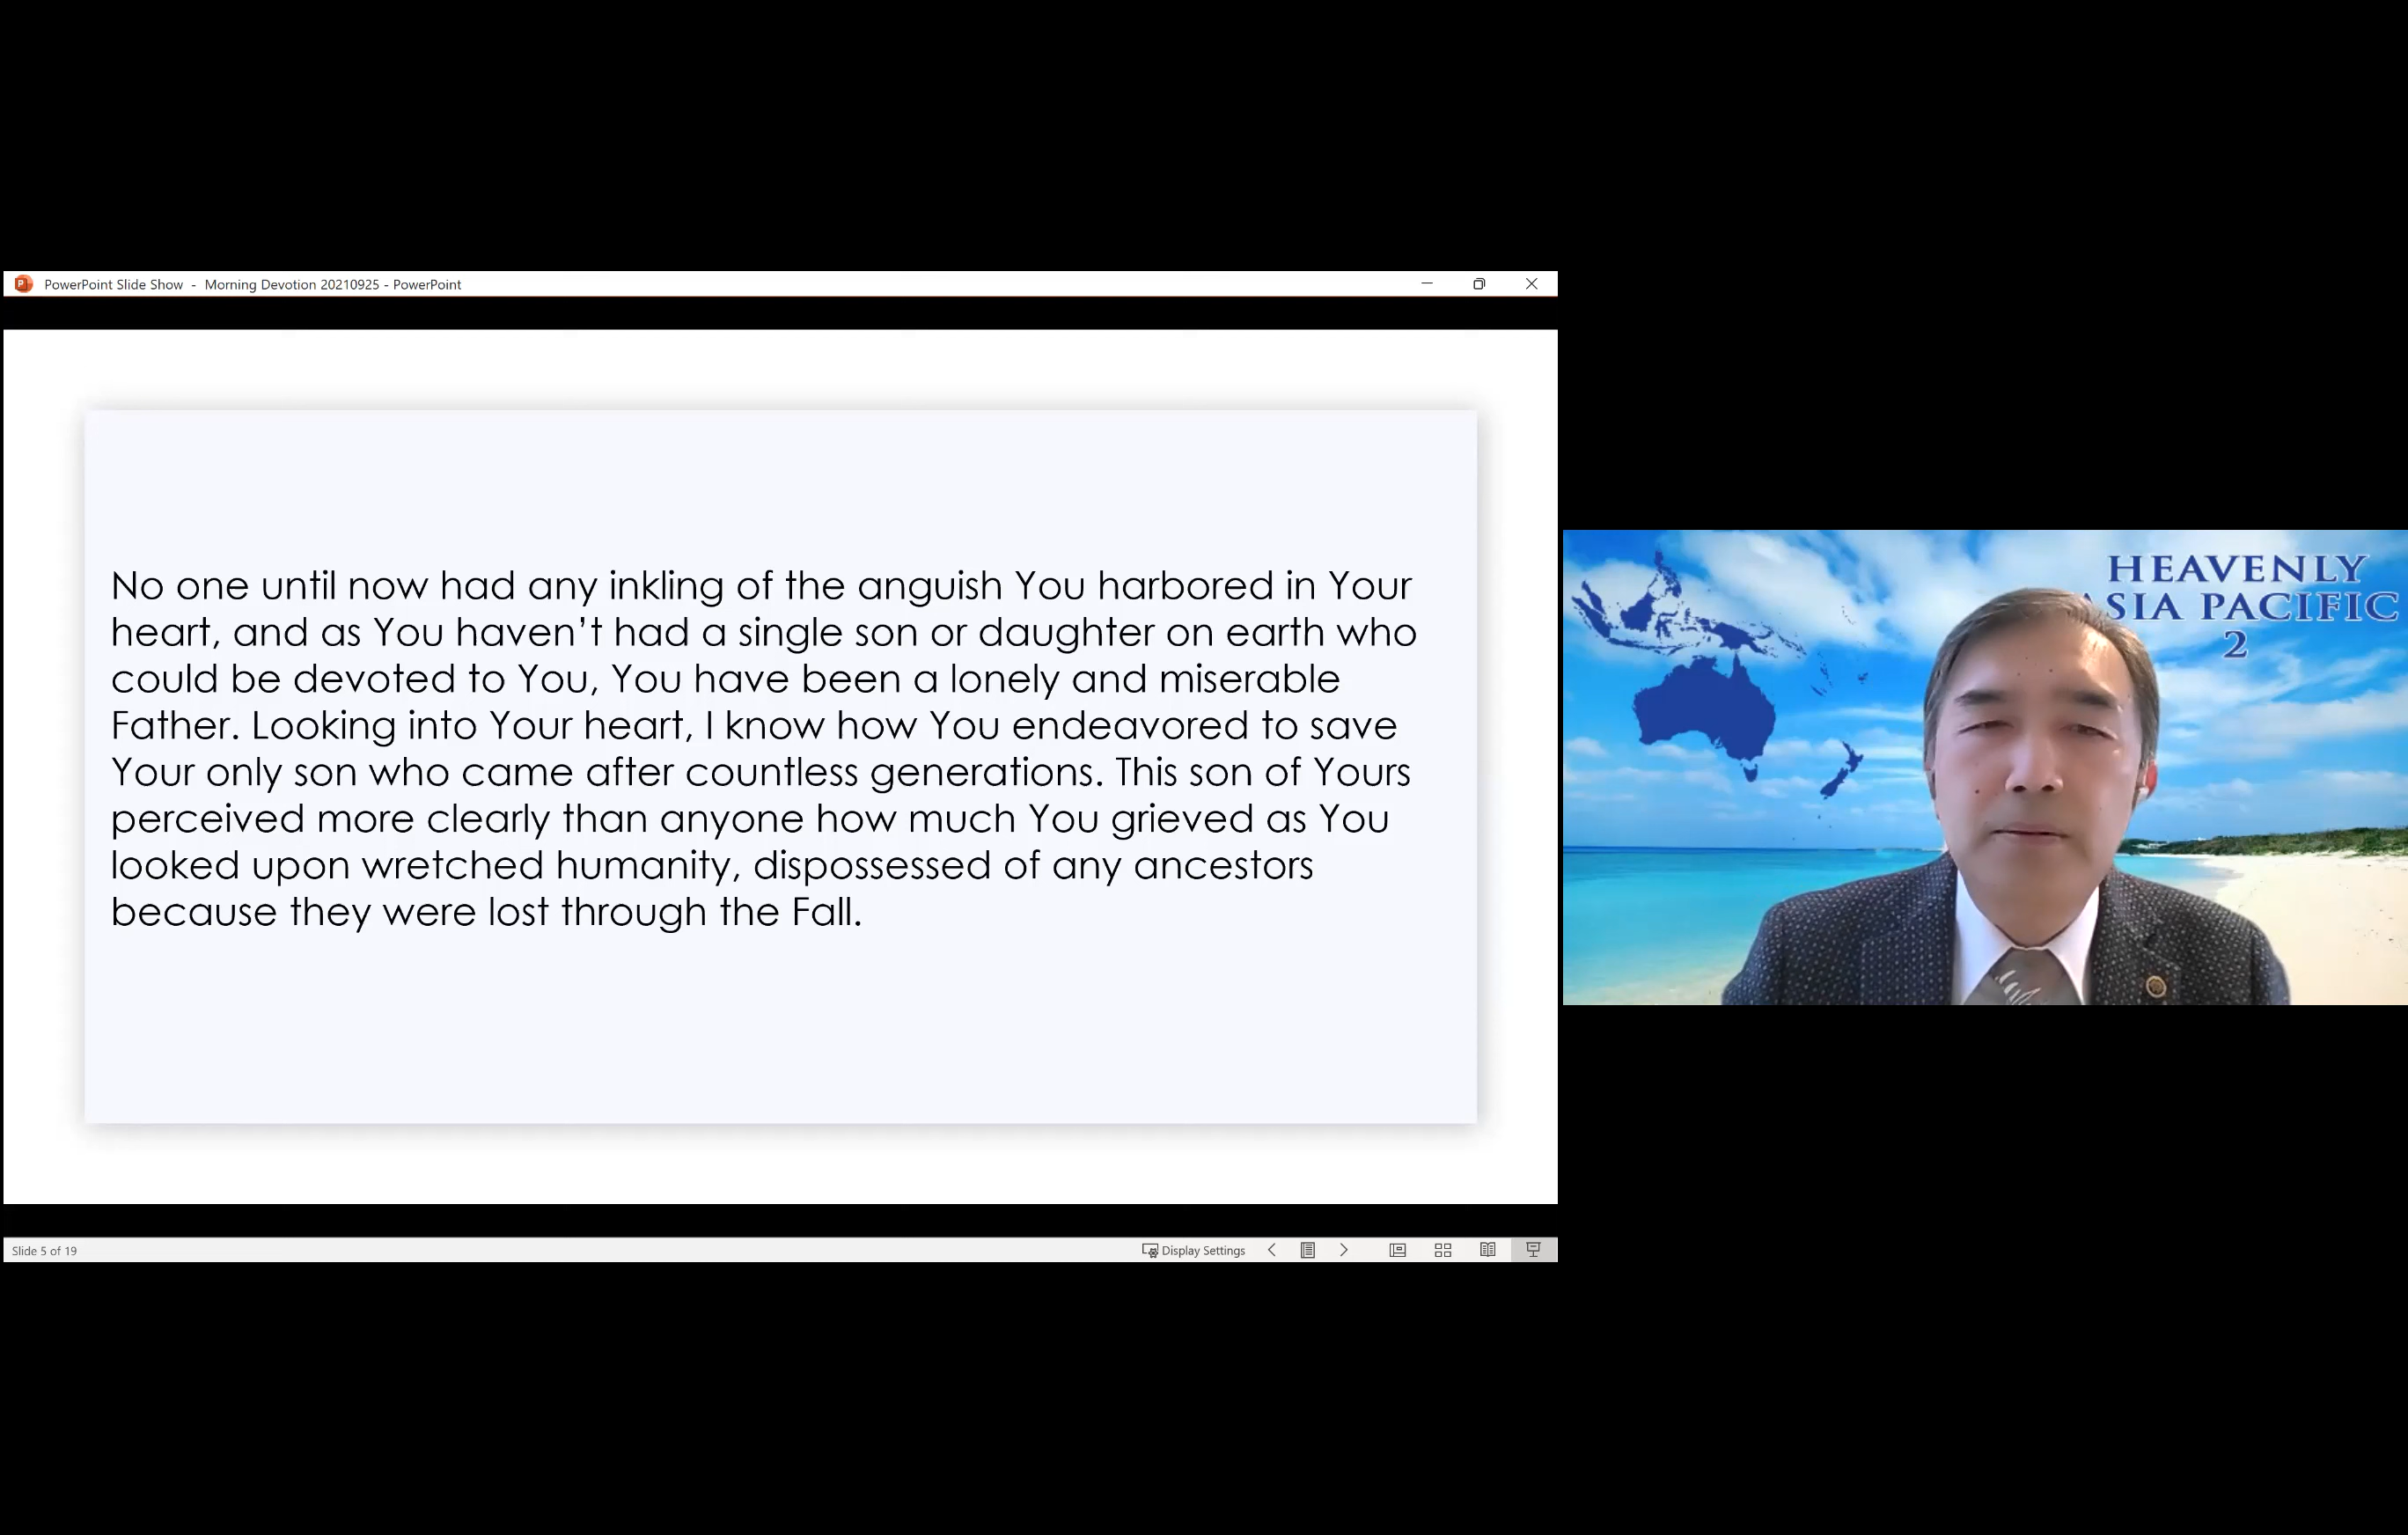 PowerPoint Slide Show - Morning Devotion 20210925 - PowerPoint
No one until now had any inkling of the anguish You harbored in Your
heart, and as You haven’t had a single son or daughter on earth who
could be devoted to You, You have been a lonely and miserable
Father. Looking into Your heart, I know how You endeavored to save
Your only son who came after countless generations. This son of Yours
perceived more clearly than anyone how much You grieved as You
looked upon wretched humanity, dispossessed of any ancestors
because they were lost through the Fall.
Slide 5 of 19
Display Settings
HEAVENLY
ASIA PACIFIC
2